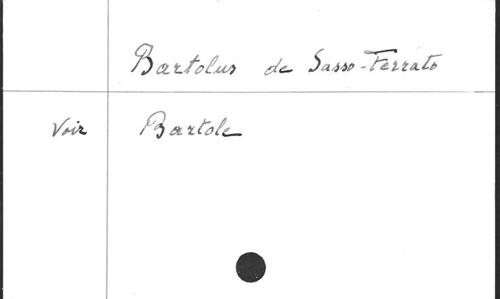 Bartolus de Sasso-Ferrato
Voir Bartole